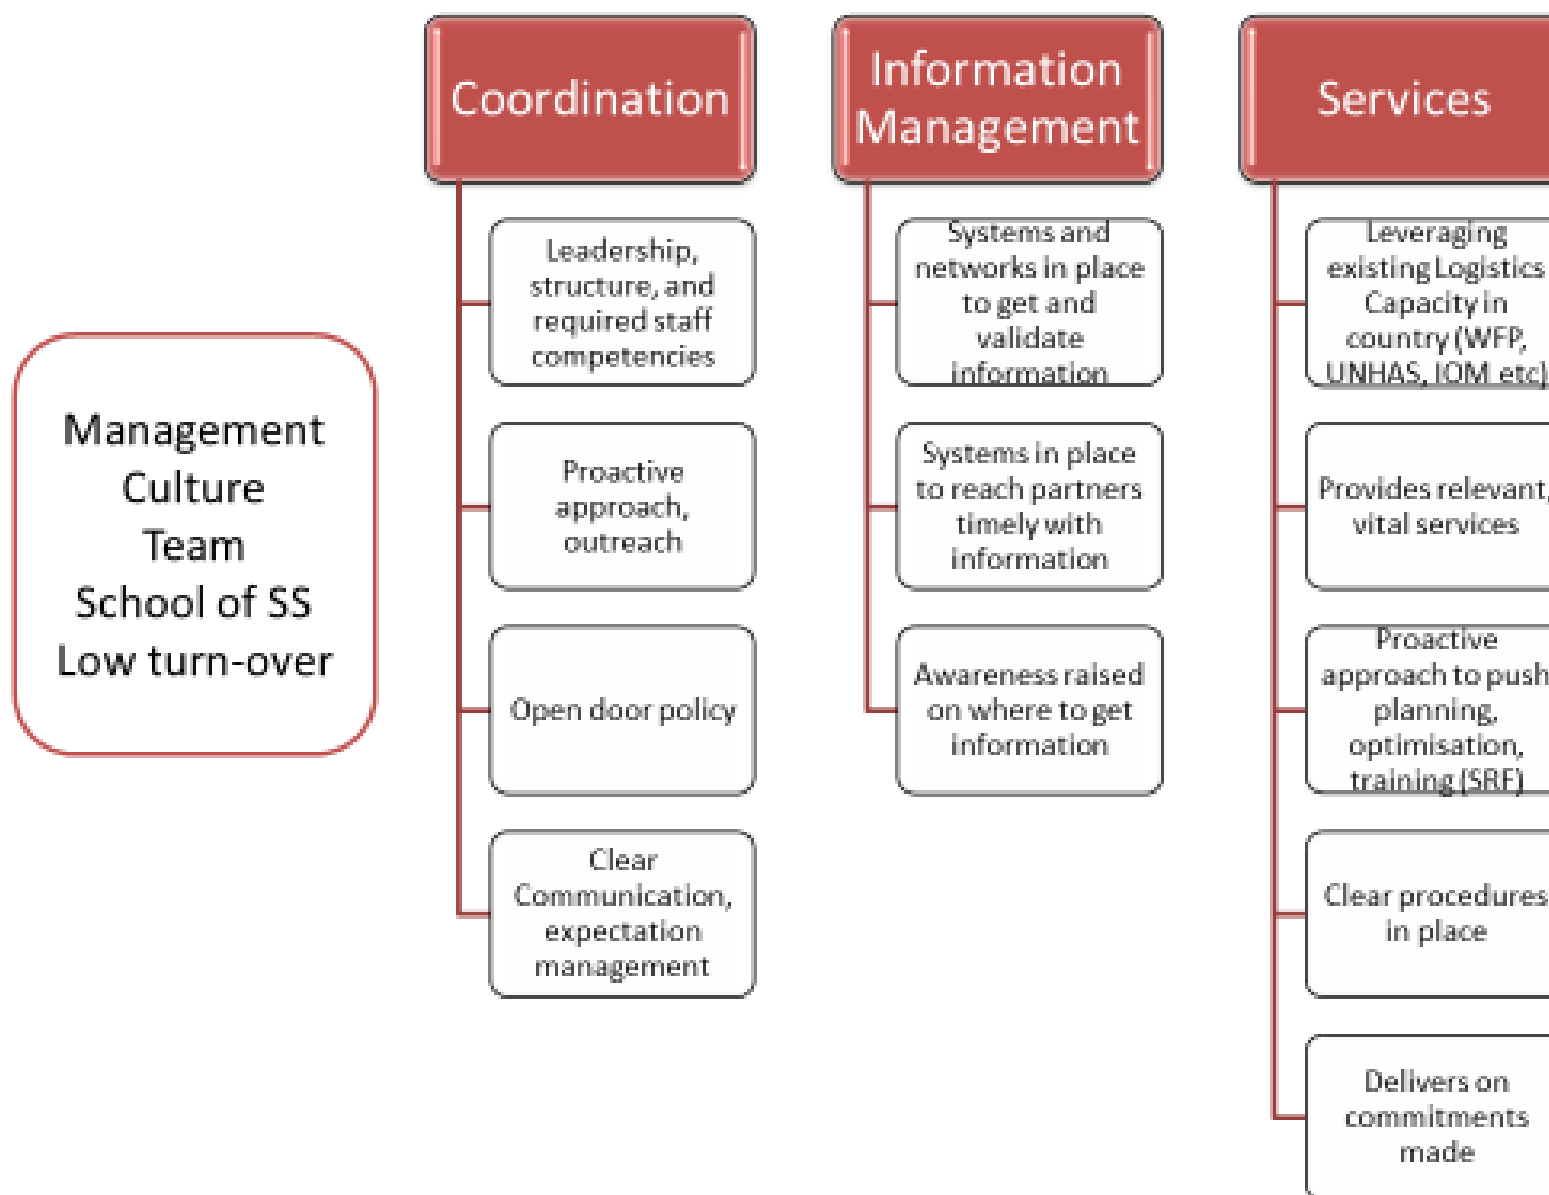 Management
Culture
Team
School of SS
Low turn-over
Coordination
Leadership,
structure, and
required staff
competencies
Proactive
approach,
outreach
Open door policy
Clear
Communication,
expectation
management
Information
Management
Systems and
networks in place
to get and
validate
information
Systems in place
to reach partners
timely with
information
Awareness raised
on where to get
information
Services
Leveraging
existing Logistics
Capacity in
country (WFP,
UNHAS, IOM etc)
Provides relevant,
vital services
Proactive
approach to push
planning,
optimisation,
training (SRF)
Clear procedures
in place
Delivers on
commitments
made